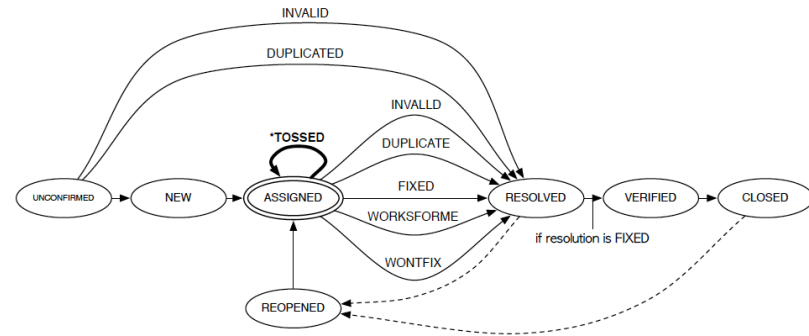 INVALID
DUPLICATED
INVALLD
*TOSSED
DUPLICATE
FIXED
UNCONFIRMED
NEW
ASSIGNED
RESOLVED
VERIFIED
CLOSED
WORKSFORME
if resolution is FIXED
WONTFIX
REOPENED